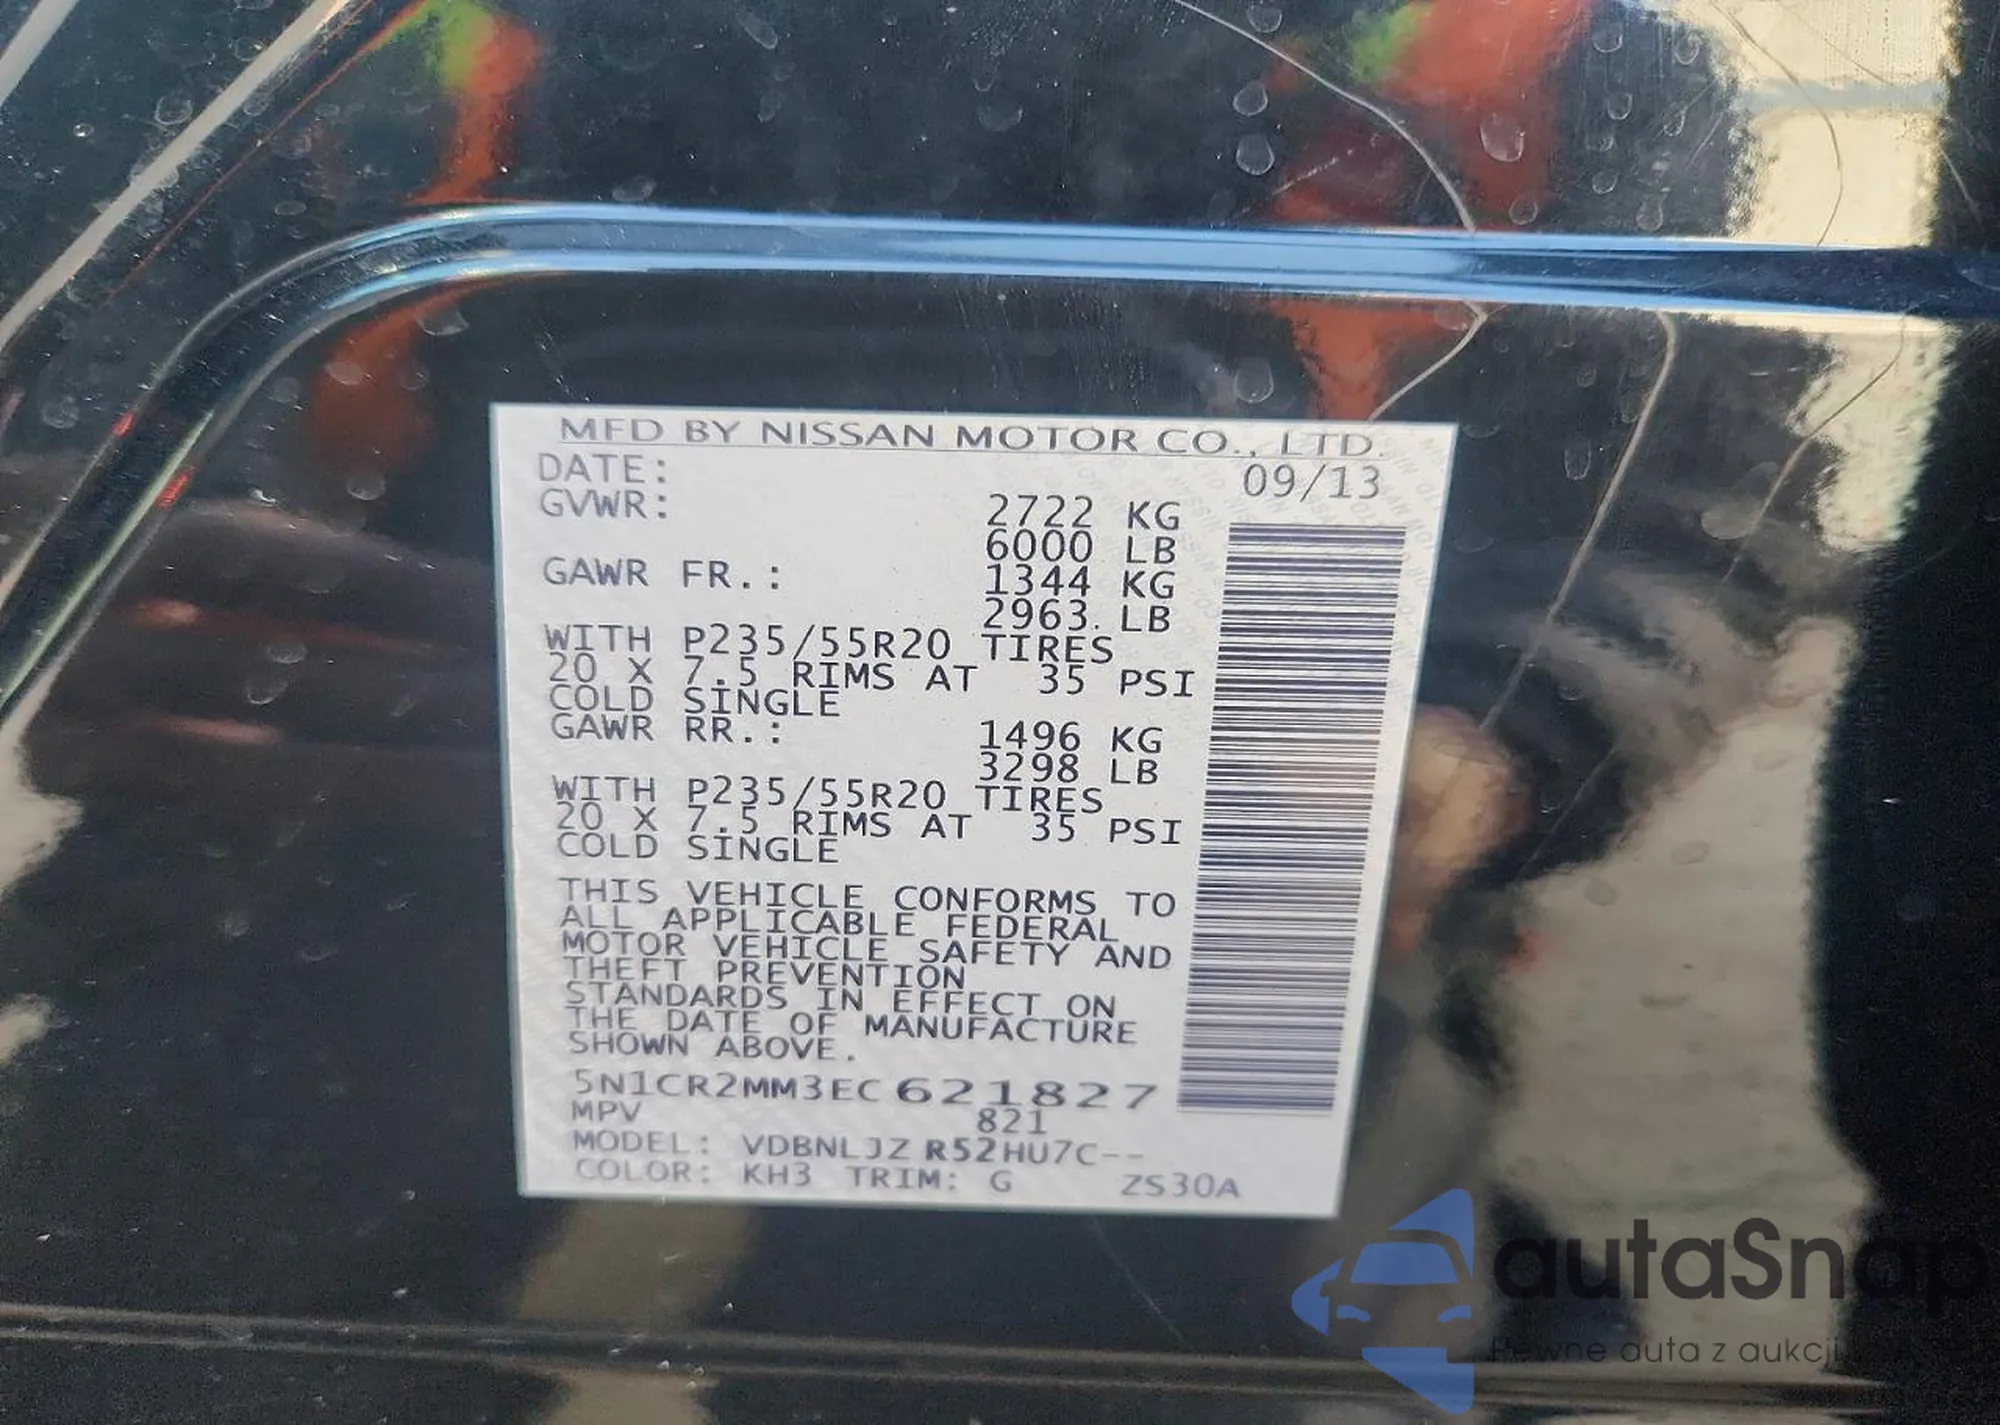 MFD BY NISSAN MOTOR CO., LTD.
DATE: 09/13
GVWR: 2722 KG
6000 LB
GAWR FR.: 1344 KG
2963. LB
WITH P235/55R20 TIRES
20 X 7.5 RIMS AT 35 PSI
COLD SINGLE
GAWR RR.: 1496 KG
3298 LB
WITH P235/55R20 TIRES
20 X 7.5 RIMS AT 35 PSI
COLD SINGLE
THIS VEHICLE CONFORMS TO
ALL APPLICABLE FEDERAL
MOTOR VEHICLE SAFETY AND
THEFT PREVENTION
STANDARDS IN EFFECT ON
THE DATE OF MANUFACTURE
SHOWN ABOVE.
5N1CR2MM3EC621827
MPV 821
MODEL: VDBNLJZ R52HU7C--
COLOR: KH3 TRIM: G ZS30A
autaSnap
Pewne auta z aukcji